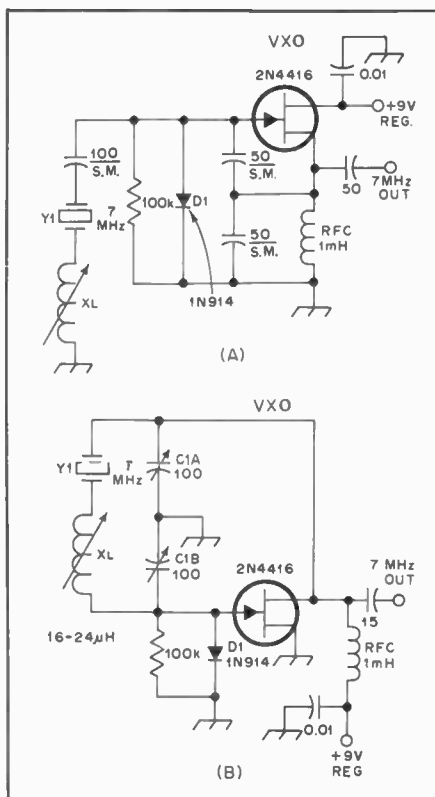 VXO
2N4416
0.01
+9V
REG.
100
S.M.
50
S.M.
50
7MHz
OUT
Y1
7
MHz
100k
D1
RFC
1mH
50
S.M.
1N914
XL
(A)
VXO
C1A
100
Y1
7
MHz
XL
C1B
100
2N4416
7 MHz
OUT
15
16-24µH
100k
D1
1N914
RFC
1mH
0.01
+9V
REG
(B)